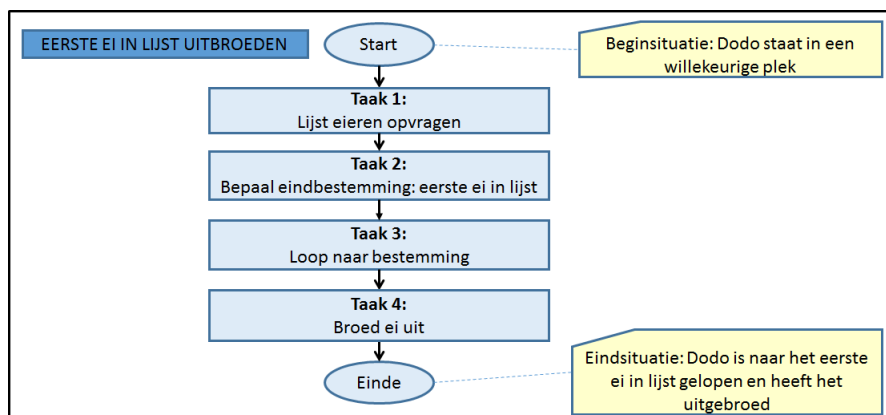 EERSTE EI IN LIJST UITBROEDEN
Start
Beginsituatie: Dodo staat in een
willekeurige plek
Taak 1:
Lijst eieren opvragen
Taak 2:
Bepaal eindbestemming: eerste ei in lijst
Taak 3:
Loop naar bestemming
Taak 4:
Broed ei uit
Einde
Eindsituatie: Dodo is naar het eerste
ei in lijst gelopen en heeft het
uitgebroed